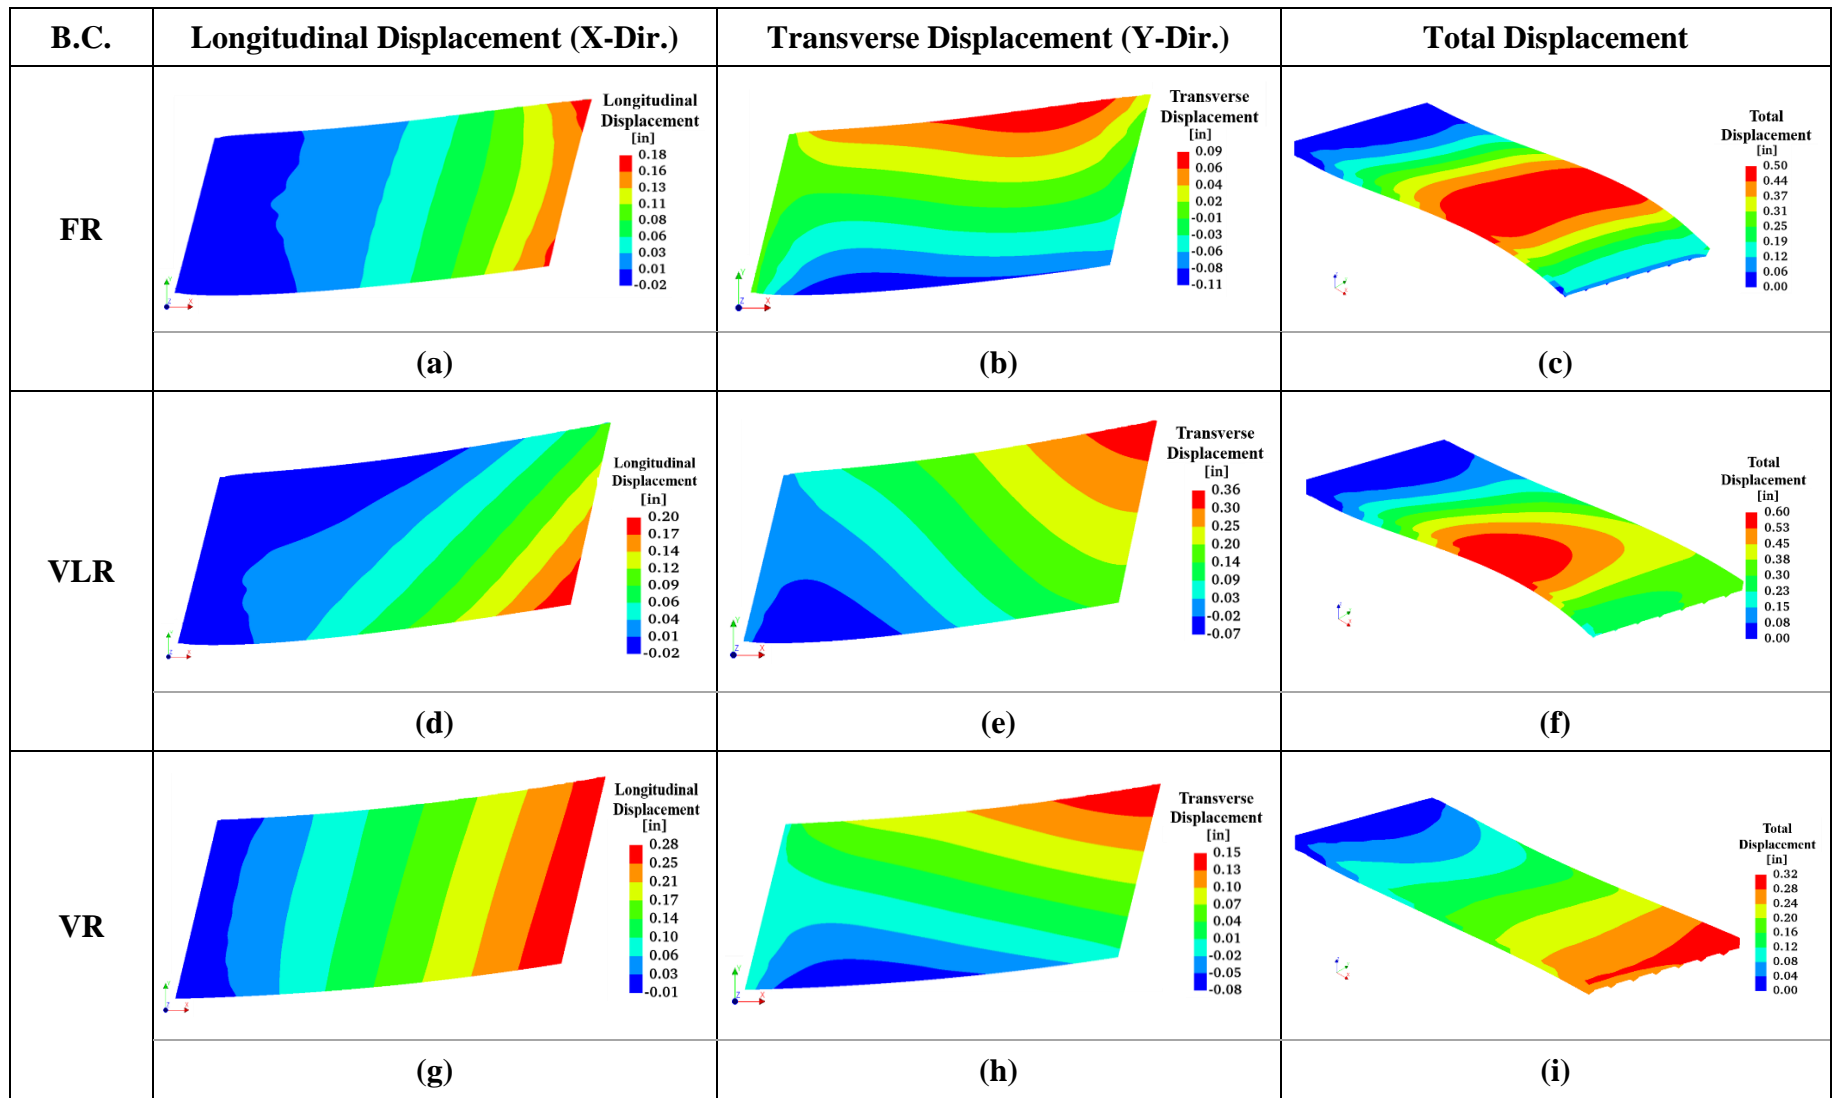 B.C.
Longitudinal Displacement (X-Dir.)
Transverse Displacement (Y-Dir.)
Total Displacement
FR
Longitudinal
Displacement
[in]
0.18
0.16
0.13
0.11
0.08
0.06
0.03
0.01
-0.02
Y
Z
X
Transverse
Displacement
[in]
0.09
0.06
0.04
0.02
-0.01
-0.03
-0.06
-0.08
-0.11
Y
Z
X
Total
Displacement
[in]
0.50
0.44
0.37
0.31
0.25
0.19
0.12
0.06
0.00
(a)
(b)
(c)
VLR
Longitudinal
Displacement
[in]
0.20
0.17
0.14
0.12
0.09
0.06
0.04
0.01
-0.02
Y
Z
X
Transverse
Displacement
[in]
0.36
0.30
0.25
0.20
0.14
0.09
0.03
-0.02
-0.07
Y
Z
X
Total
Displacement
[in]
0.60
0.53
0.45
0.38
0.30
0.23
0.15
0.08
0.00
(d)
(e)
(f)
VR
Longitudinal
Displacement
[in]
0.28
0.25
0.21
0.17
0.14
0.10
0.06
0.03
-0.01
Y
Z
X
Transverse
Displacement
[in]
0.15
0.13
0.10
0.07
0.04
0.01
-0.02
-0.05
-0.08
Y
Z
X
Total
Displacement
[in]
0.32
0.28
0.24
0.20
0.16
0.12
0.08
0.04
0.00
(g)
(h)
(i)